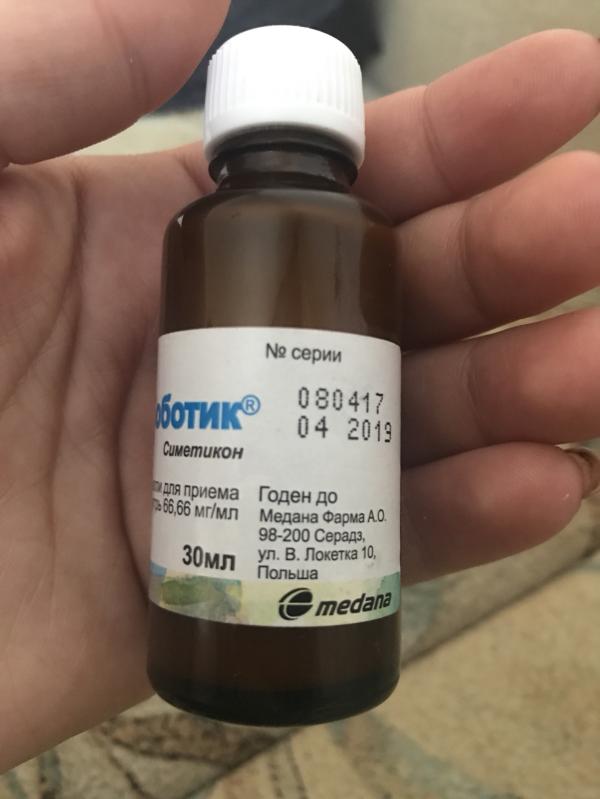 оботик®
Симетикон
для приема
66,66 мг/мл
30мл
№ серии
080417
04 2019
Годен до
Медана Фарма А.О.
98-200 Серадз,
ул. В. Локетка 10,
Польша
medana